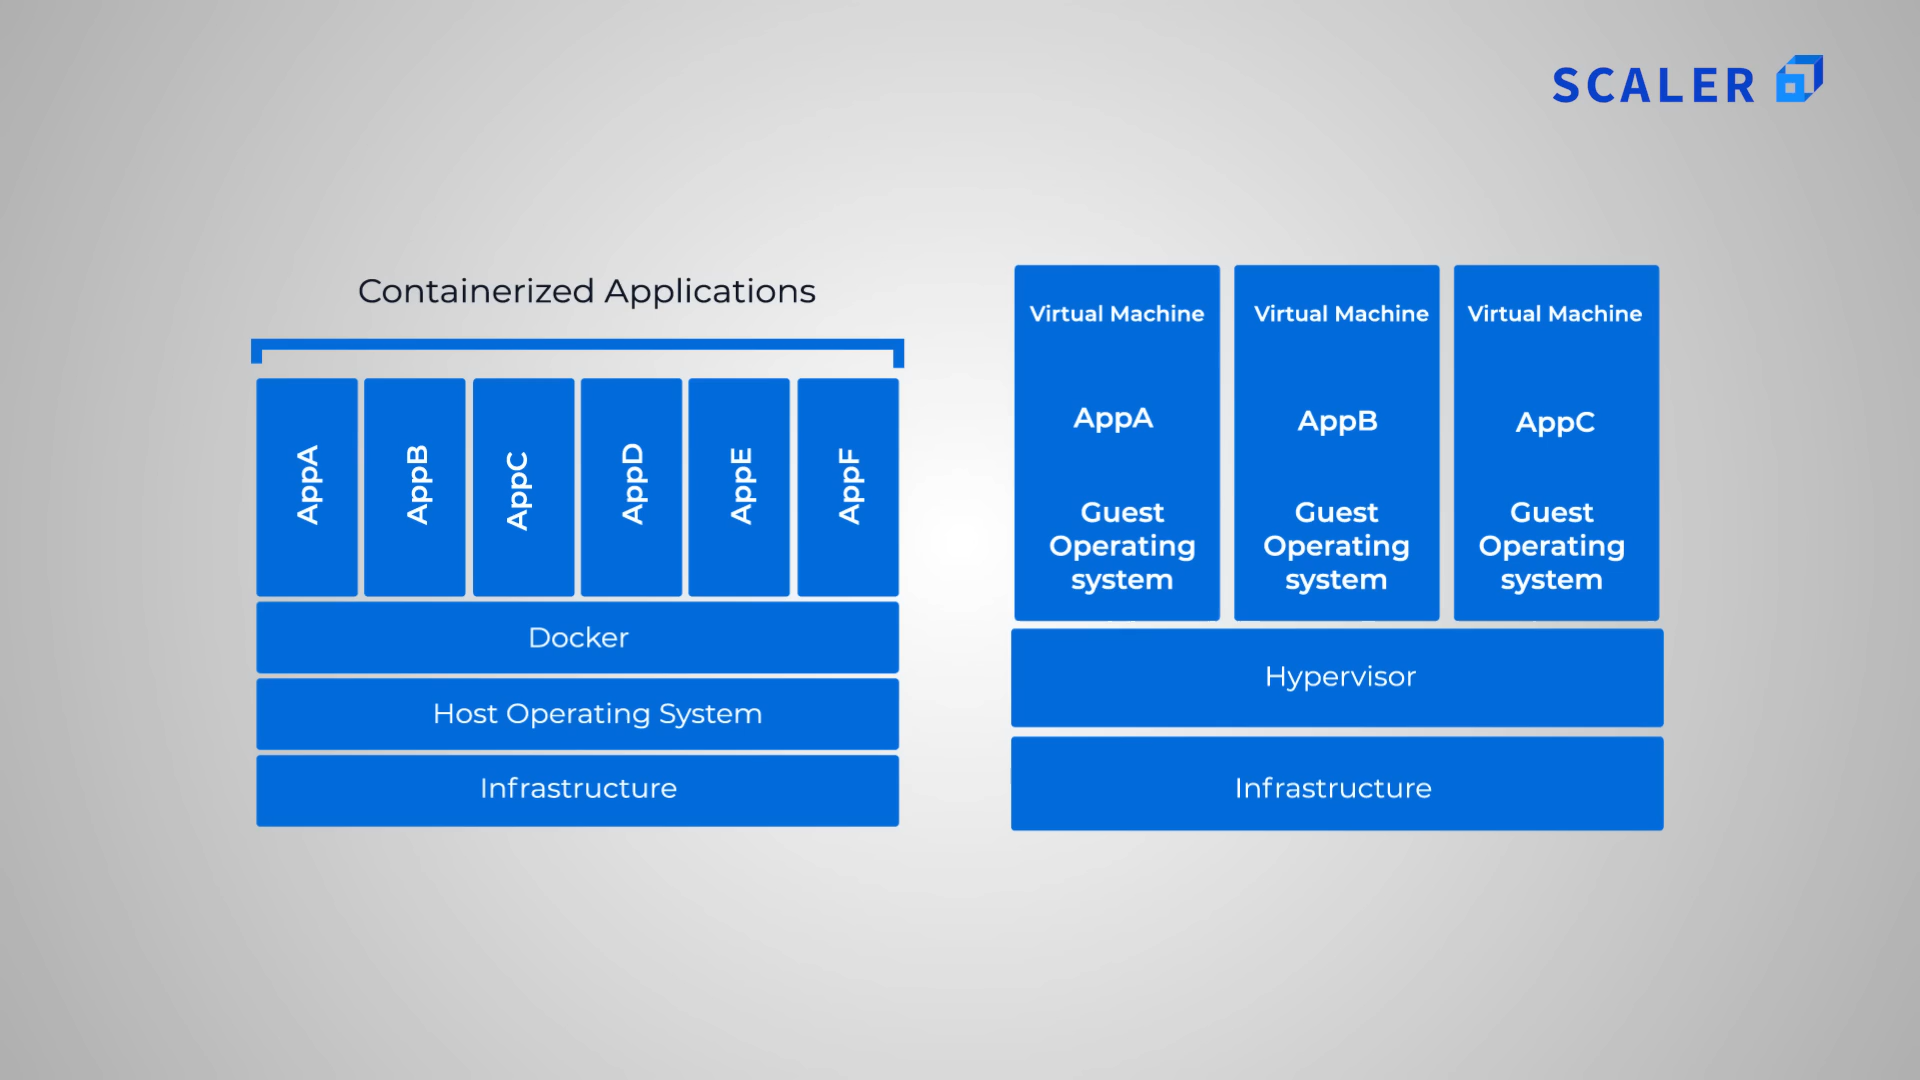 SCALER
Containerized Applications
AppA
AppB
AppC
AppD
AppE
AppF
Docker
Host Operating System
Infrastructure
Virtual Machine
AppA
Guest
Operating
system
Virtual Machine
AppB
Guest
Operating
system
Virtual Machine
AppC
Guest
Operating
system
Hypervisor
Infrastructure